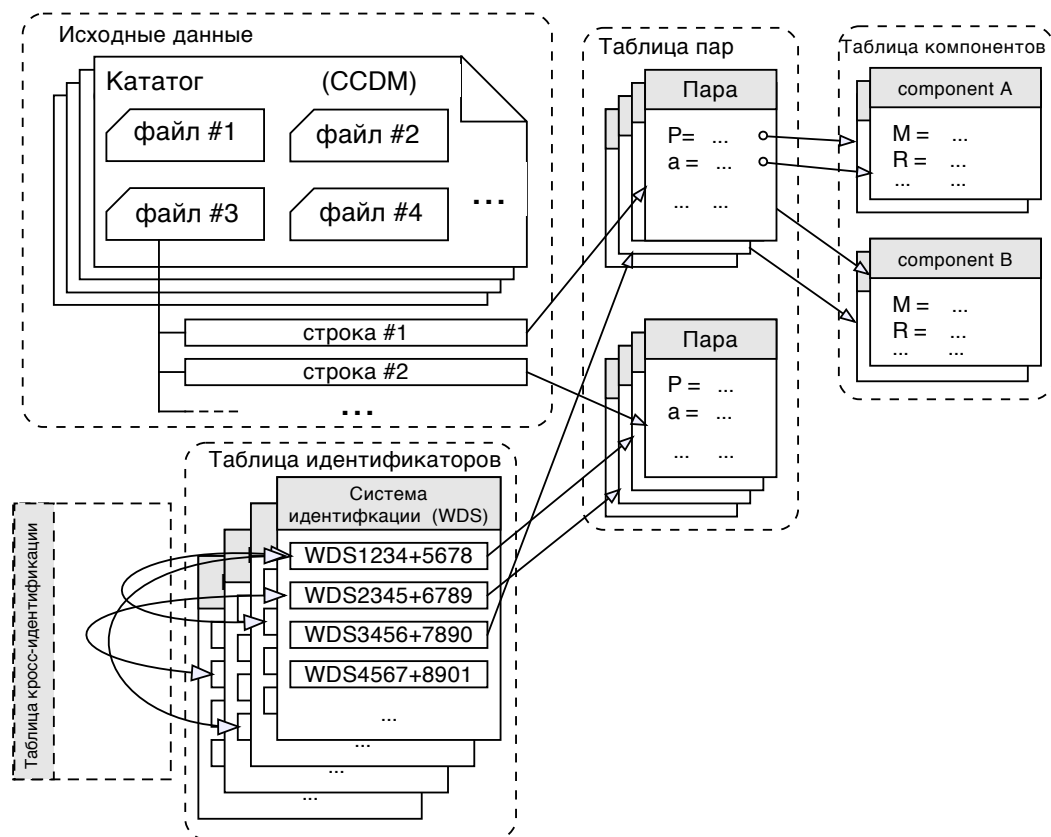 Исходные данные
Кататог (CCDM)
файл #1 файл #2
файл #3 файл #4 ...
строка #1
строка #2
...
Таблица пар
Пара
P= ...
a = ...
... ...
Пара
P = ...
a = ...
... ...
Таблица компонентов
component A
M = ...
R = ...
... ...
component B
M = ...
R = ...
... ...
Таблица идентификаторов
Система
идентифкации (WDS)
WDS1234+5678
WDS2345+6789
WDS3456+7890
WDS4567+8901
...
...
...
...
Таблица кросс-идентификации